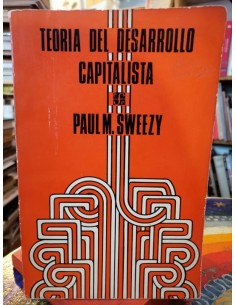 TEORIA DEL DESARROLLO
CAPITALISTA
PAUL M. SWEEZY